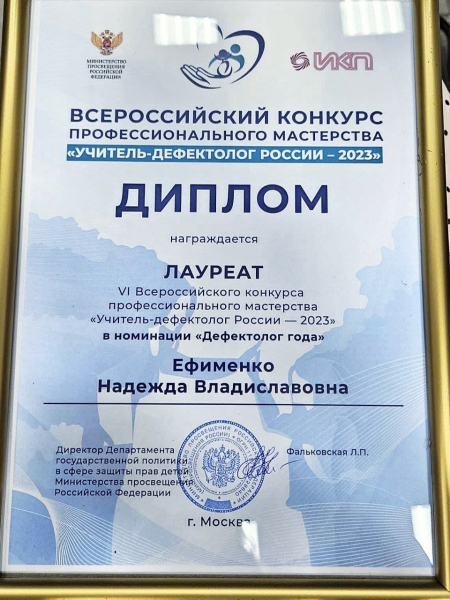 МИНИСТЕРСТВО
ПРОСВЕЩЕНИЯ
РОССИЙСКОЙ
ФЕДЕРАЦИИ
ИКП
ВСЕРОССИЙСКИЙ КОНКУРС
ПРОФЕССИОНАЛЬНОГО МАСТЕРСТВА
«УЧИТЕЛЬ-ДЕФЕКТОЛОГ РОССИИ – 2023»
ДИПЛОМ
награждается
ЛАУРЕАТ
VI Всероссийского конкурса
профессионального мастерства
«Учитель-дефектолог России — 2023»
в номинации «Дефектолог года»
Ефименко
Надежда Владиславовна
Директор Департамента
государственной политики
в сфере защиты прав детей
Министерства просвещения
Российской Федерации
Фальковская Л.П.
г. Москва